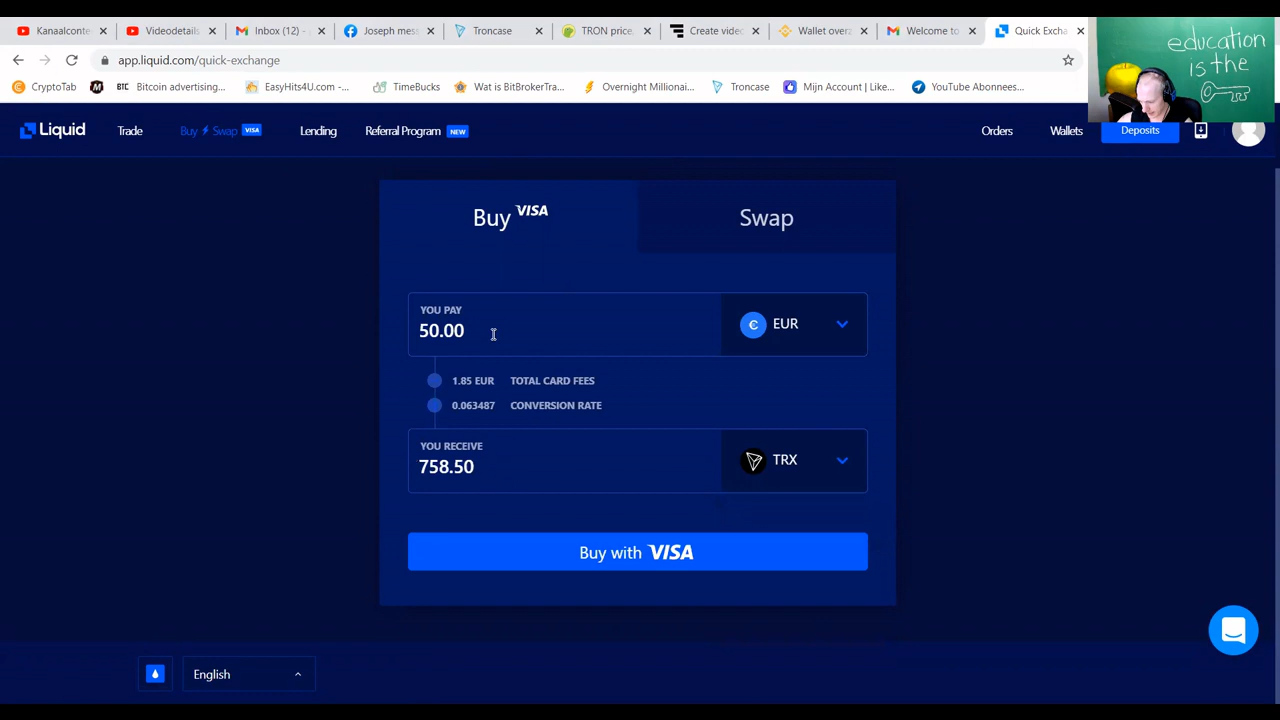 Kanaalconte
Videodetails
Inbox (12)
Joseph mess
Troncase
TRON price,
Create video
Wallet overa
Welcome to
Quick Excha
app.liquid.com/quick-exchange
CryptoTab
BTC Bitcoin advertising...
EasyHits4U.com -...
TimeBucks
Wat is BitBrokerTra...
Overnight Millionai...
Troncase
Mijn Account | Like...
YouTube Abonnees...
education
is the
Liquid
Trade
Buy Swap VISA
Lending
Referral Program NEW
Orders
Wallets
Deposits
Buy VISA
Swap
YOU PAY
50.00
EUR
1.85 EUR TOTAL CARD FEES
0.063487 CONVERSION RATE
YOU RECEIVE
758.50
TRX
Buy with VISA
English